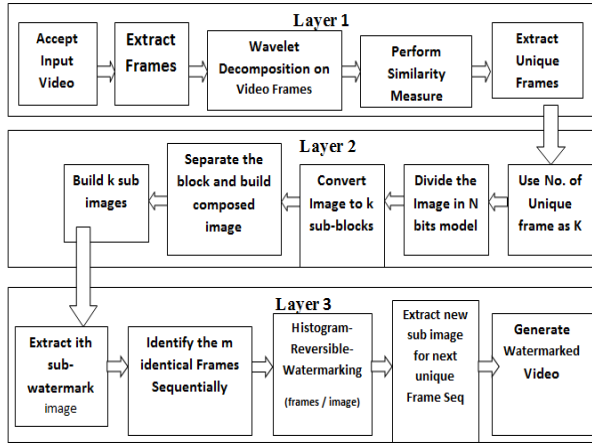 Layer 1
Accept
Input
Video
Extract
Frames
Wavelet
Decomposition on
Video Frames
Perform
Similarity
Measure
Extract
Unique
Frames
Layer 2
Build k sub
images
Separate the
block and build
composed
image
Convert
Image to k
sub-blocks
Divide the
Image in N
bits model
Use No. of
Unique
frame as K
Layer 3
Extract ith
sub-
watermark
image
Identify the m
identical Frames
Sequentially
Histogram-
Reversible-
Watermarking
(frames / image)
Extract new
sub image
for next
unique
Frame Seq
Generate
Watermarked
Video